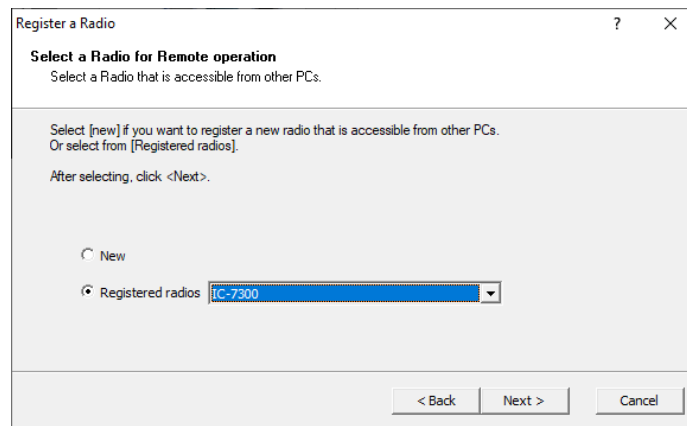 Register a Radio ? ✕
Select a Radio for Remote operation
Select a Radio that is accessible from other PCs.
Select [new] if you want to register a new radio that is accessible from other PCs.
Or select from [Registered radios].
After selecting, click <Next>.
New
Registered radios IC-7300
< Back Next > Cancel